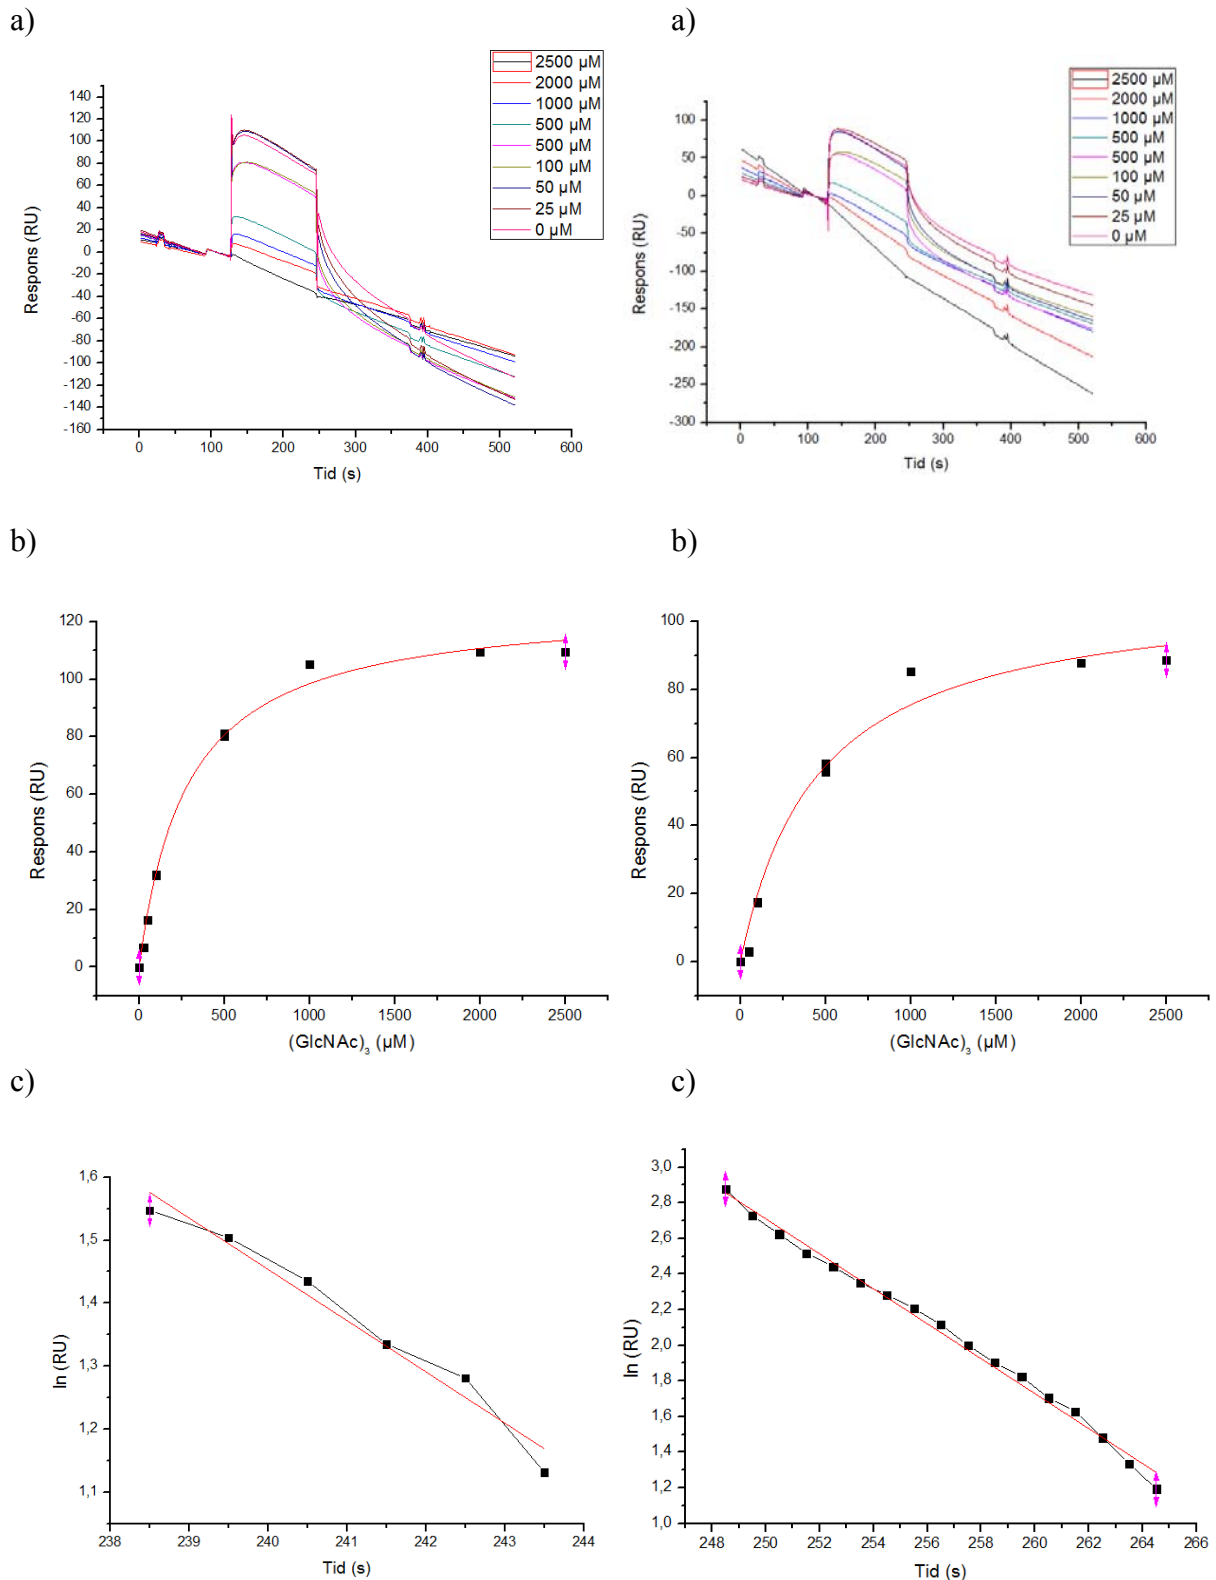 a)
a)
2500 µM
2000 µM
1000 µM
500 µM
500 µM
100 µM
50 µM
25 µM
0 µM
140
120
100
80
60
40
20
0
-20
-40
-60
-80
-100
-120
-140
-160
Respons (RU)
0 100 200 300 400 500 600
Tid (s)
2500 µM
2000 µM
1000 µM
500 µM
500 µM
100 µM
50 µM
25 µM
0 µM
100
50
0
-50
-100
-150
-200
-250
-300
Respons (RU)
0 100 200 300 400 500 600
Tid (s)
b)
b)
120
100
80
60
40
20
0
Respons (RU)
0 500 1000 1500 2000 2500
(GlcNAc)₃ (µM)
100
80
60
40
20
0
Respons (RU)
0 500 1000 1500 2000 2500
(GlcNAc)₃ (µM)
c)
c)
1,6
1,5
1,4
1,3
1,2
1,1
ln (RU)
238 239 240 241 242 243 244
Tid (s)
3,0
2,8
2,6
2,4
2,2
2,0
1,8
1,6
1,4
1,2
1,0
ln (RU)
248 250 252 254 256 258 260 262 264 266
Tid (s)